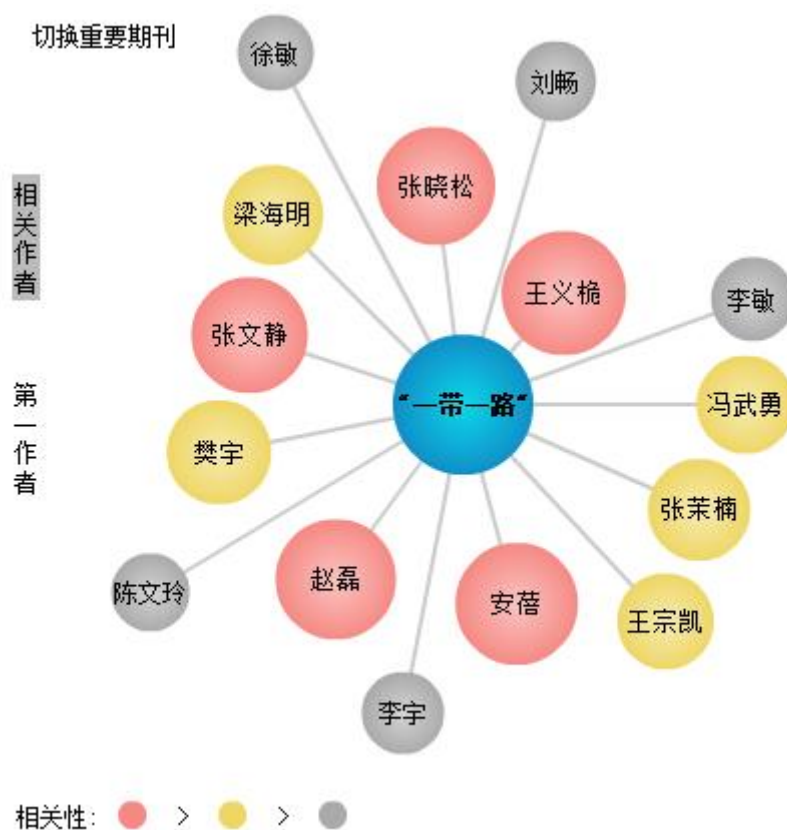 切换重要期刊
徐敏
刘畅
相关作者
梁海明
张晓松
王义桅
李敏
张文静
第一作者
"一带一路"
冯武勇
樊宇
张茉楠
陈文玲
赵磊
安蓓
王宗凯
李宇
相关性: > >